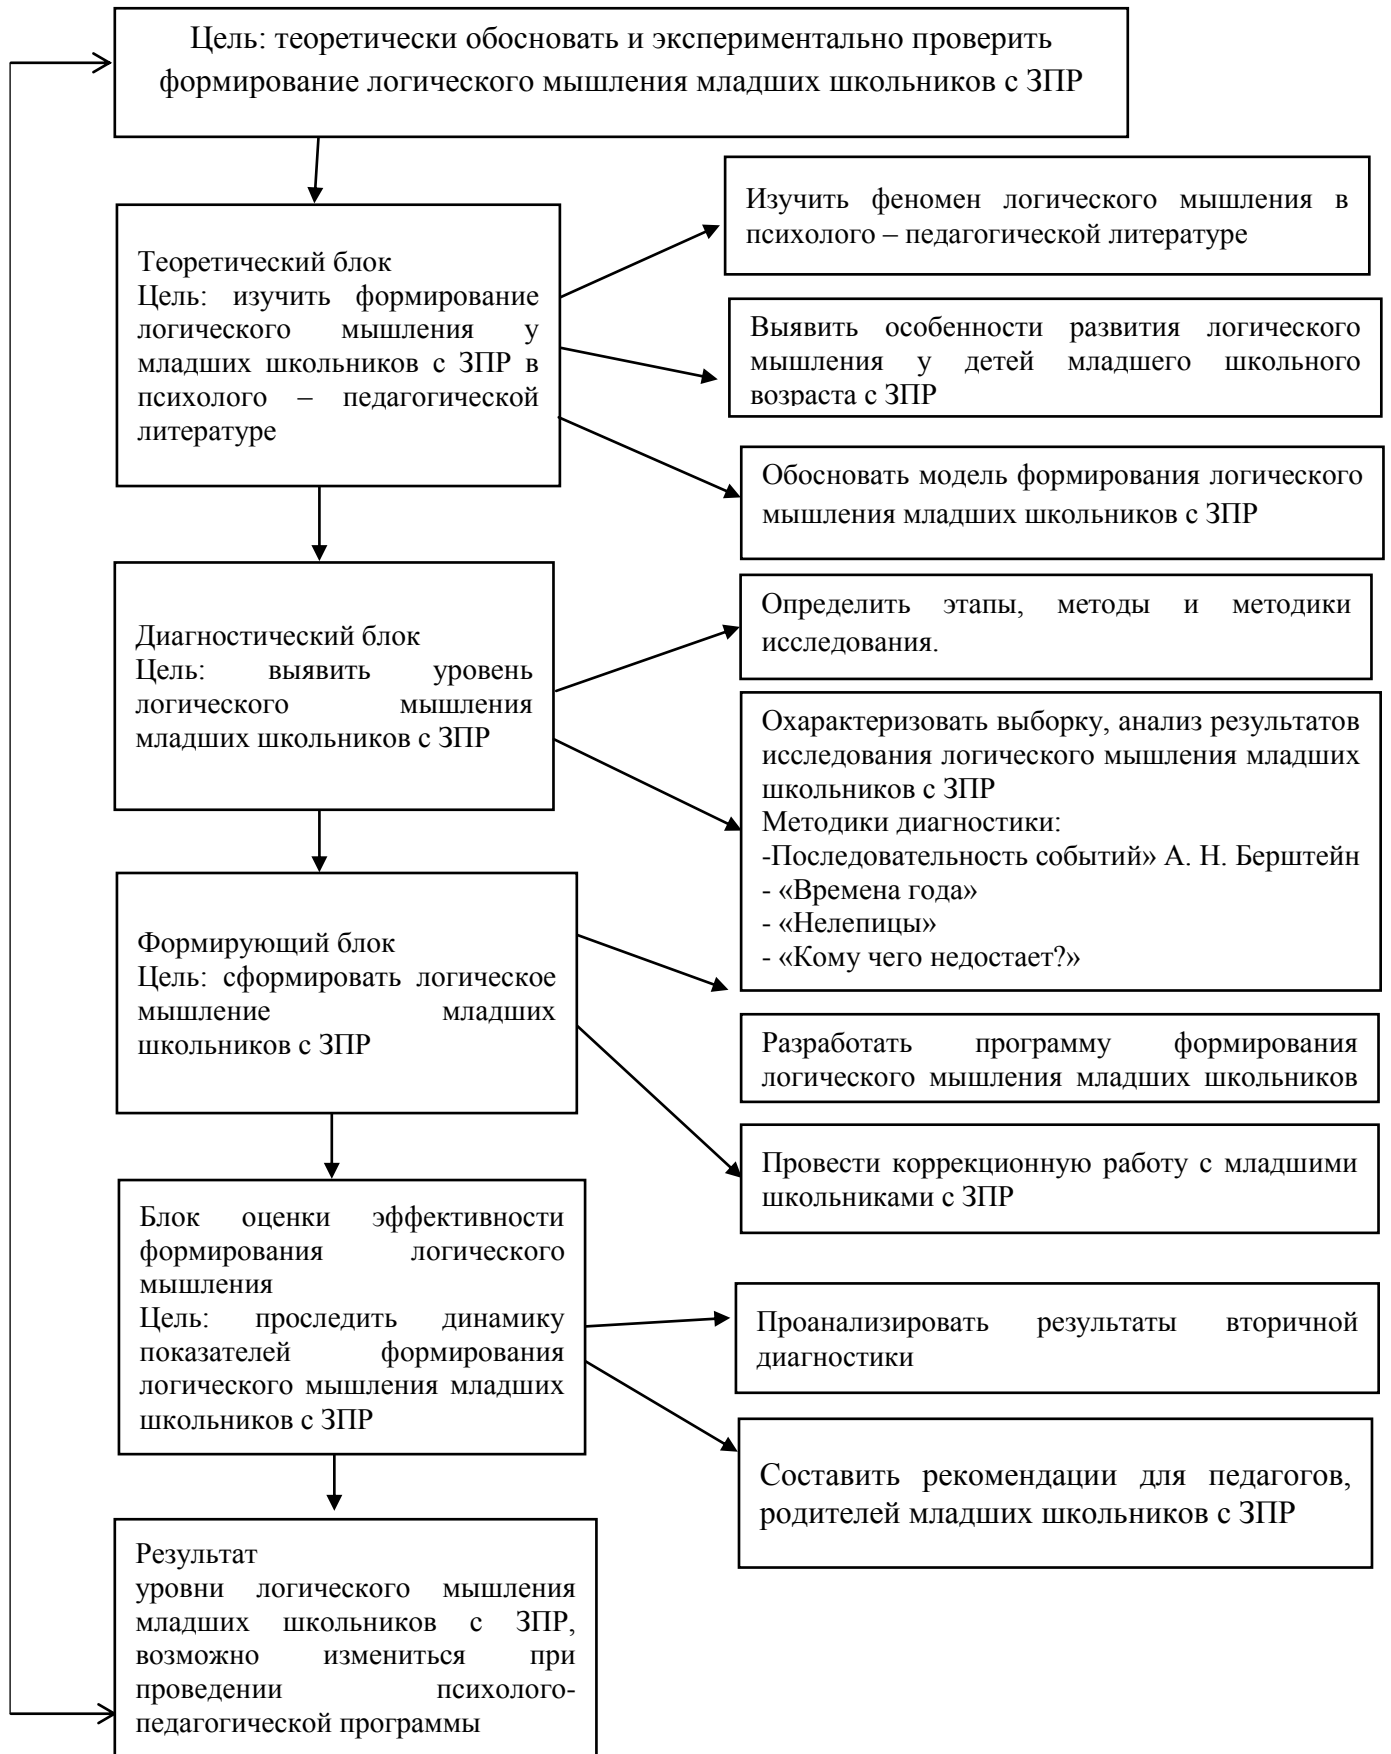 Цель: теоретически обосновать и экспериментально проверить
формирование логического мышления младших школьников с ЗПР
Теоретический блок
Цель: изучить формирование
логического мышления у
младших школьников с ЗПР в
психолого – педагогической
литературе
Изучить феномен логического мышления в
психолого – педагогической литературе
Выявить особенности развития логического
мышления у детей младшего школьного
возраста с ЗПР
Обосновать модель формирования логического
мышления младших школьников с ЗПР
Диагностический блок
Цель: выявить уровень
логического мышления
младших школьников с ЗПР
Определить этапы, методы и методики
исследования.
Охарактеризовать выборку, анализ результатов
исследования логического мышления младших
школьников с ЗПР
Методики диагностики:
-Последовательность событий» А. Н. Берштейн
- «Времена года»
- «Нелепицы»
- «Кому чего недостает?»
Формирующий блок
Цель: сформировать логическое
мышление младших
школьников с ЗПР
Разработать программу формирования
логического мышления младших школьников
Провести коррекционную работу с младшими
школьниками с ЗПР
Блок оценки эффективности
формирования логического
мышления
Цель: проследить динамику
показателей формирования
логического мышления младших
школьников с ЗПР
Проанализировать результаты вторичной
диагностики
Составить рекомендации для педагогов,
родителей младших школьников с ЗПР
Результат
уровни логического мышления
младших школьников с ЗПР,
возможно измениться при
проведении психолого-
педагогической программы